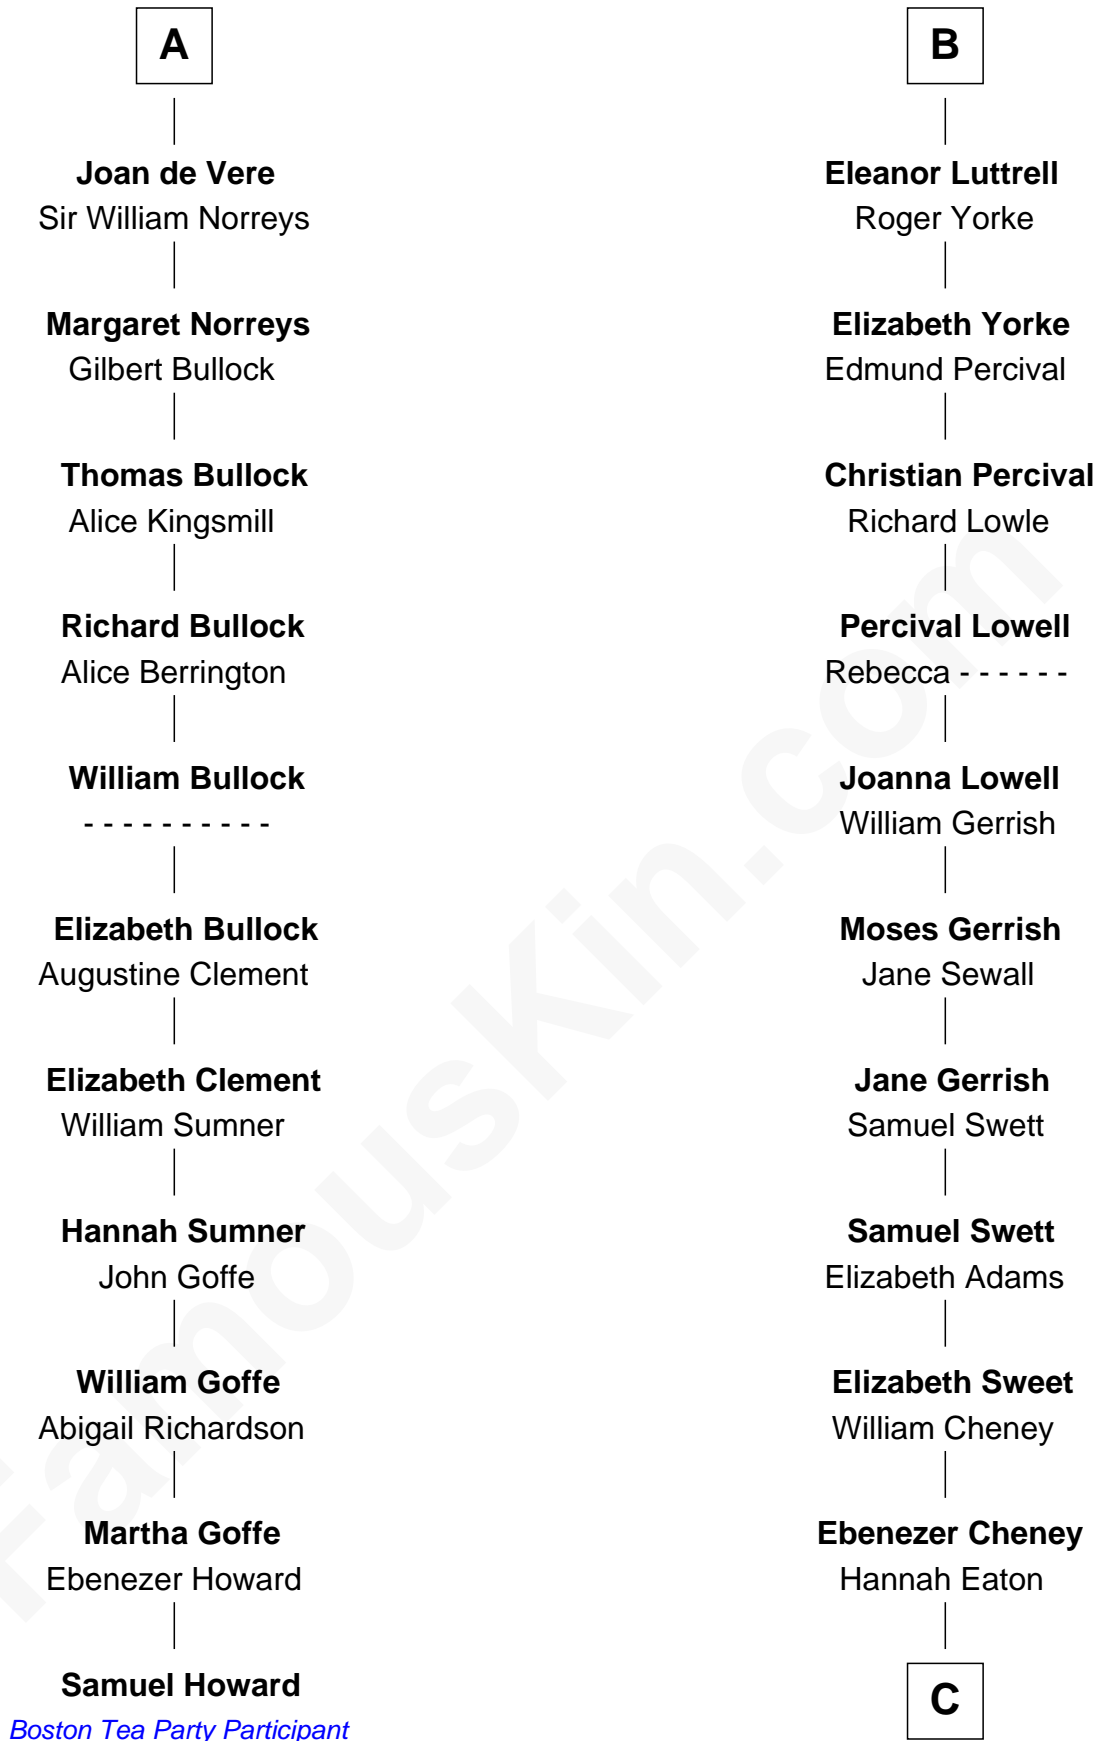 A
Joan de Vere
Sir William Norreys
Margaret Norreys
Gilbert Bullock
Thomas Bullock
Alice Kingsmill
Richard Bullock
Alice Berrington
William Bullock
- - - - - - - - - -
Elizabeth Bullock
Augustine Clement
Elizabeth Clement
William Sumner
Hannah Sumner
John Goffe
William Goffe
Abigail Richardson
Martha Goffe
Ebenezer Howard
Samuel Howard
Boston Tea Party Participant
B
Eleanor Luttrell
Roger Yorke
Elizabeth Yorke
Edmund Percival
Christian Percival
Richard Lowle
Percival Lowell
Rebecca - - - - - -
Joanna Lowell
William Gerrish
Moses Gerrish
Jane Sewall
Jane Gerrish
Samuel Swett
Samuel Swett
Elizabeth Adams
Elizabeth Sweet
William Cheney
Ebenezer Cheney
Hannah Eaton
C
FamousKin.com